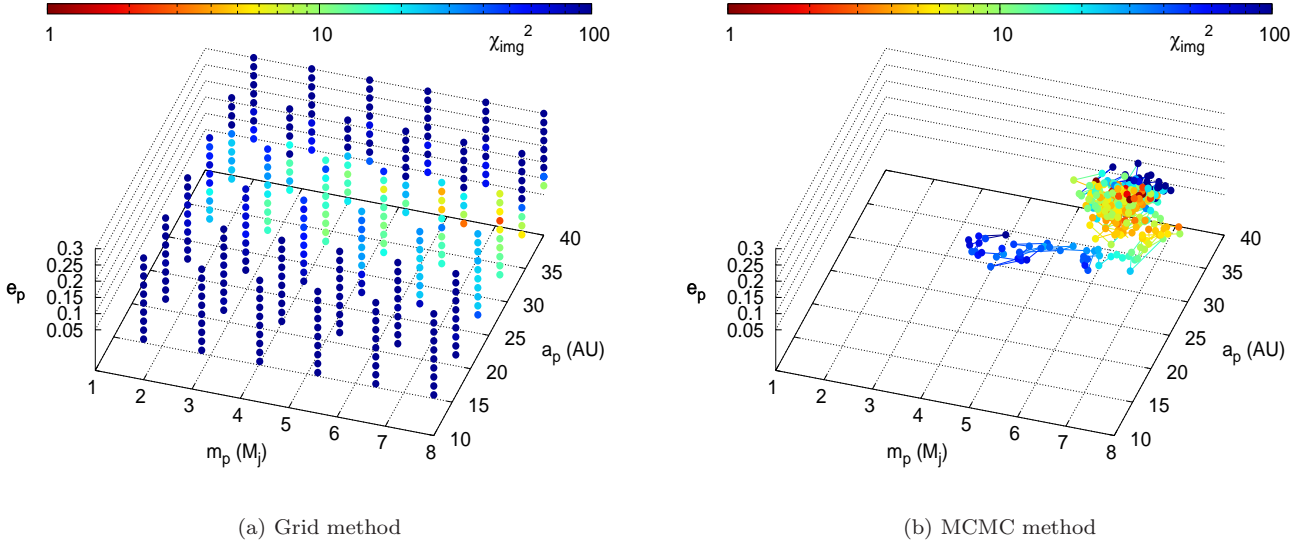 1 10 χimg² 100
0.3
0.25
0.2
0.15
0.1
0.05
ep
1 2 3 4 5 6 7 8
mp (Mj)
10 15 20 25 30 35 40
ap (AU)
(a) Grid method
1 10 χimg² 100
0.3
0.25
0.2
0.15
0.1
0.05
ep
1 2 3 4 5 6 7 8
mp (Mj)
10 15 20 25 30 35 40
ap (AU)
(b) MCMC method